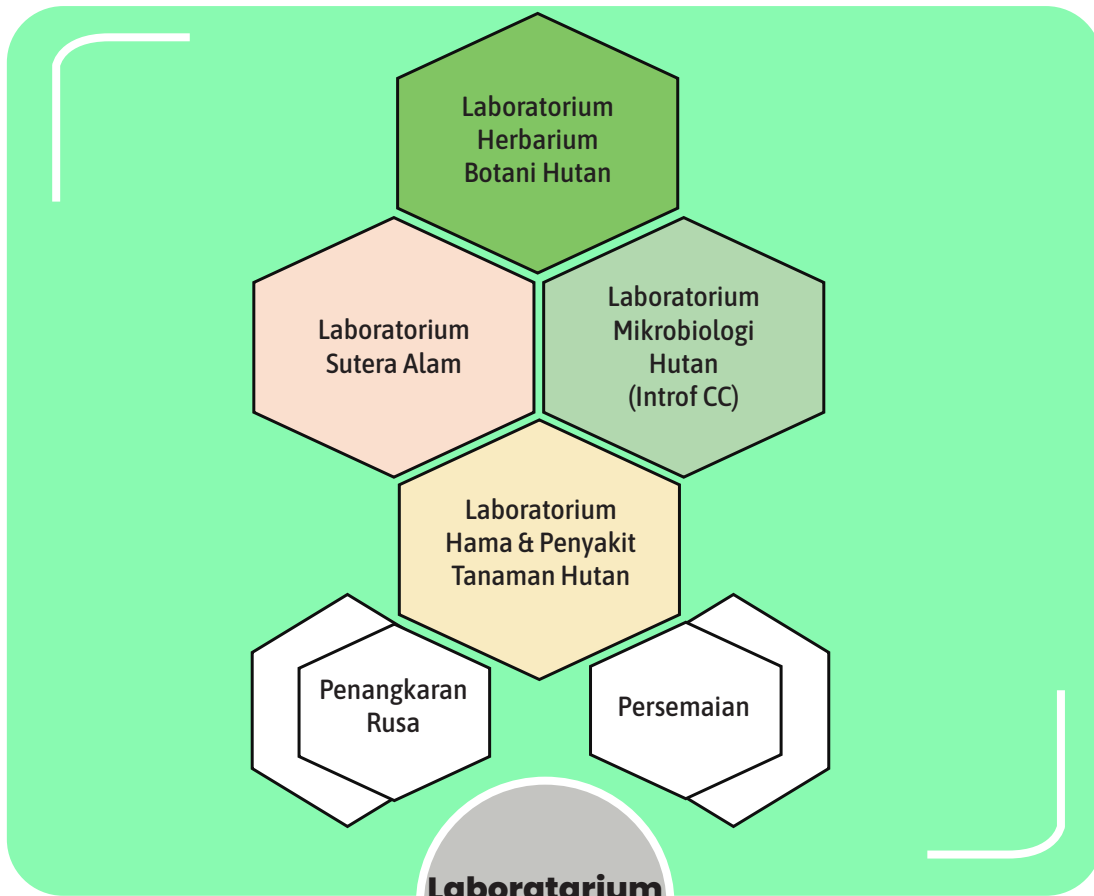 Laboratorium
Herbarium
Botani Hutan
Laboratorium
Sutera Alam
Laboratorium
Mikrobiologi
Hutan
(Introf CC)
Laboratorium
Hama & Penyakit
Tanaman Hutan
Penangkaran
Rusa
Persemaian
Laboratarium